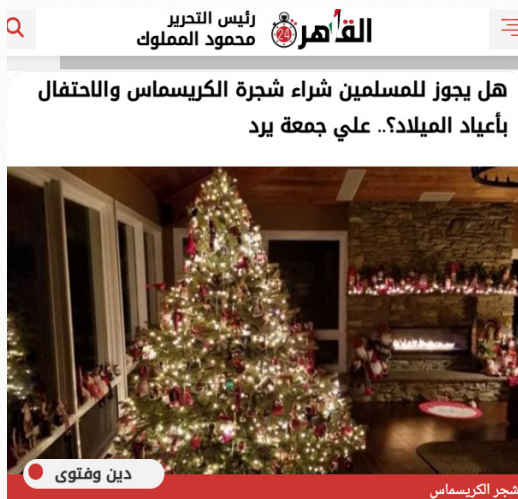 القاهرة 24
رئيس التحرير
محمود المملوك
هل يجوز للمسلمين شراء شجرة الكريسماس والاحتفال
بأعياد الميلاد؟.. علي جمعة يرد
دين وفتوى
شجر الكريسماس